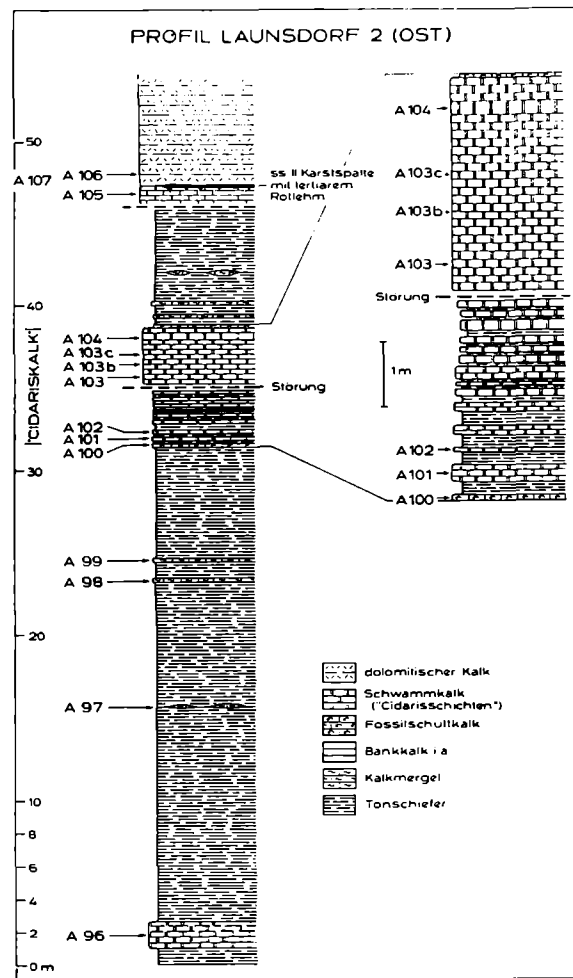 PROFIL LAUNSDORF 2 (OST)
50
A 107
A 106
A 105
ss II Karstspalte
mit tertiarem
Rotlehm
40
"CIDARISKALK"
A 104
A 103c
A 103b
A 103
Störung
A 102
A 101
A 100
30
A 99
A 98
20
A 97
10
8
6
4
2
0 m
A 96
A 104
A 103c
A 103b
A 103
Störung
1 m
A 102
A 101
A 100
dolomitischer Kalk
Schwammkalk
("Cidarisschichten")
Fossilschuttkalk
Bankkalk i a
Kalkmergel
Tonschiefer